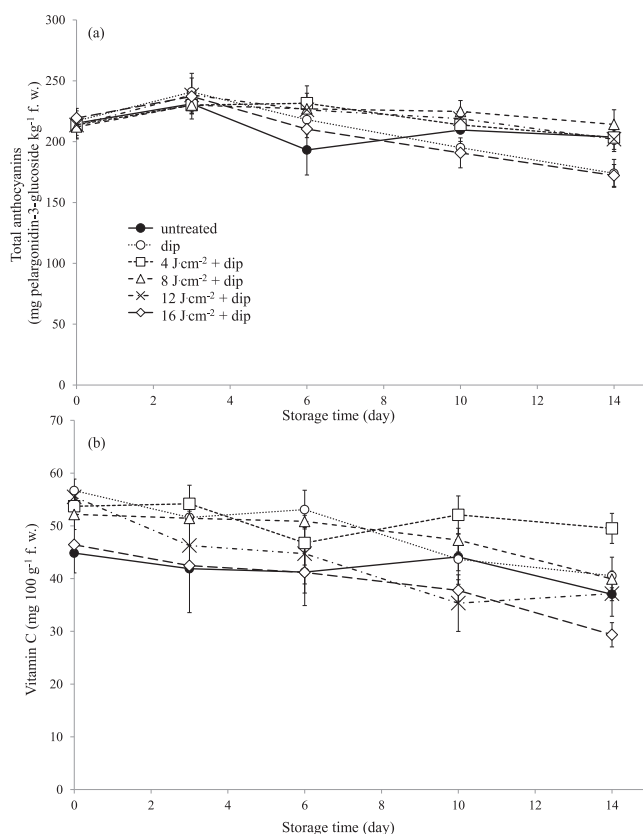 (a)
300
250
200
150
100
50
0
Total anthocyanins
(mg pelargonidin-3-glucoside kg-1 f. w.)
untreated
dip
4 J·cm-2 + dip
8 J·cm-2 + dip
12 J·cm-2 + dip
16 J·cm-2 + dip
0 2 4 6 8 10 12 14
Storage time (day)
(b)
70
60
50
40
30
20
10
0
Vitamin C (mg 100 g-1 f. w.)
0 2 4 6 8 10 12 14
Storage time (day)